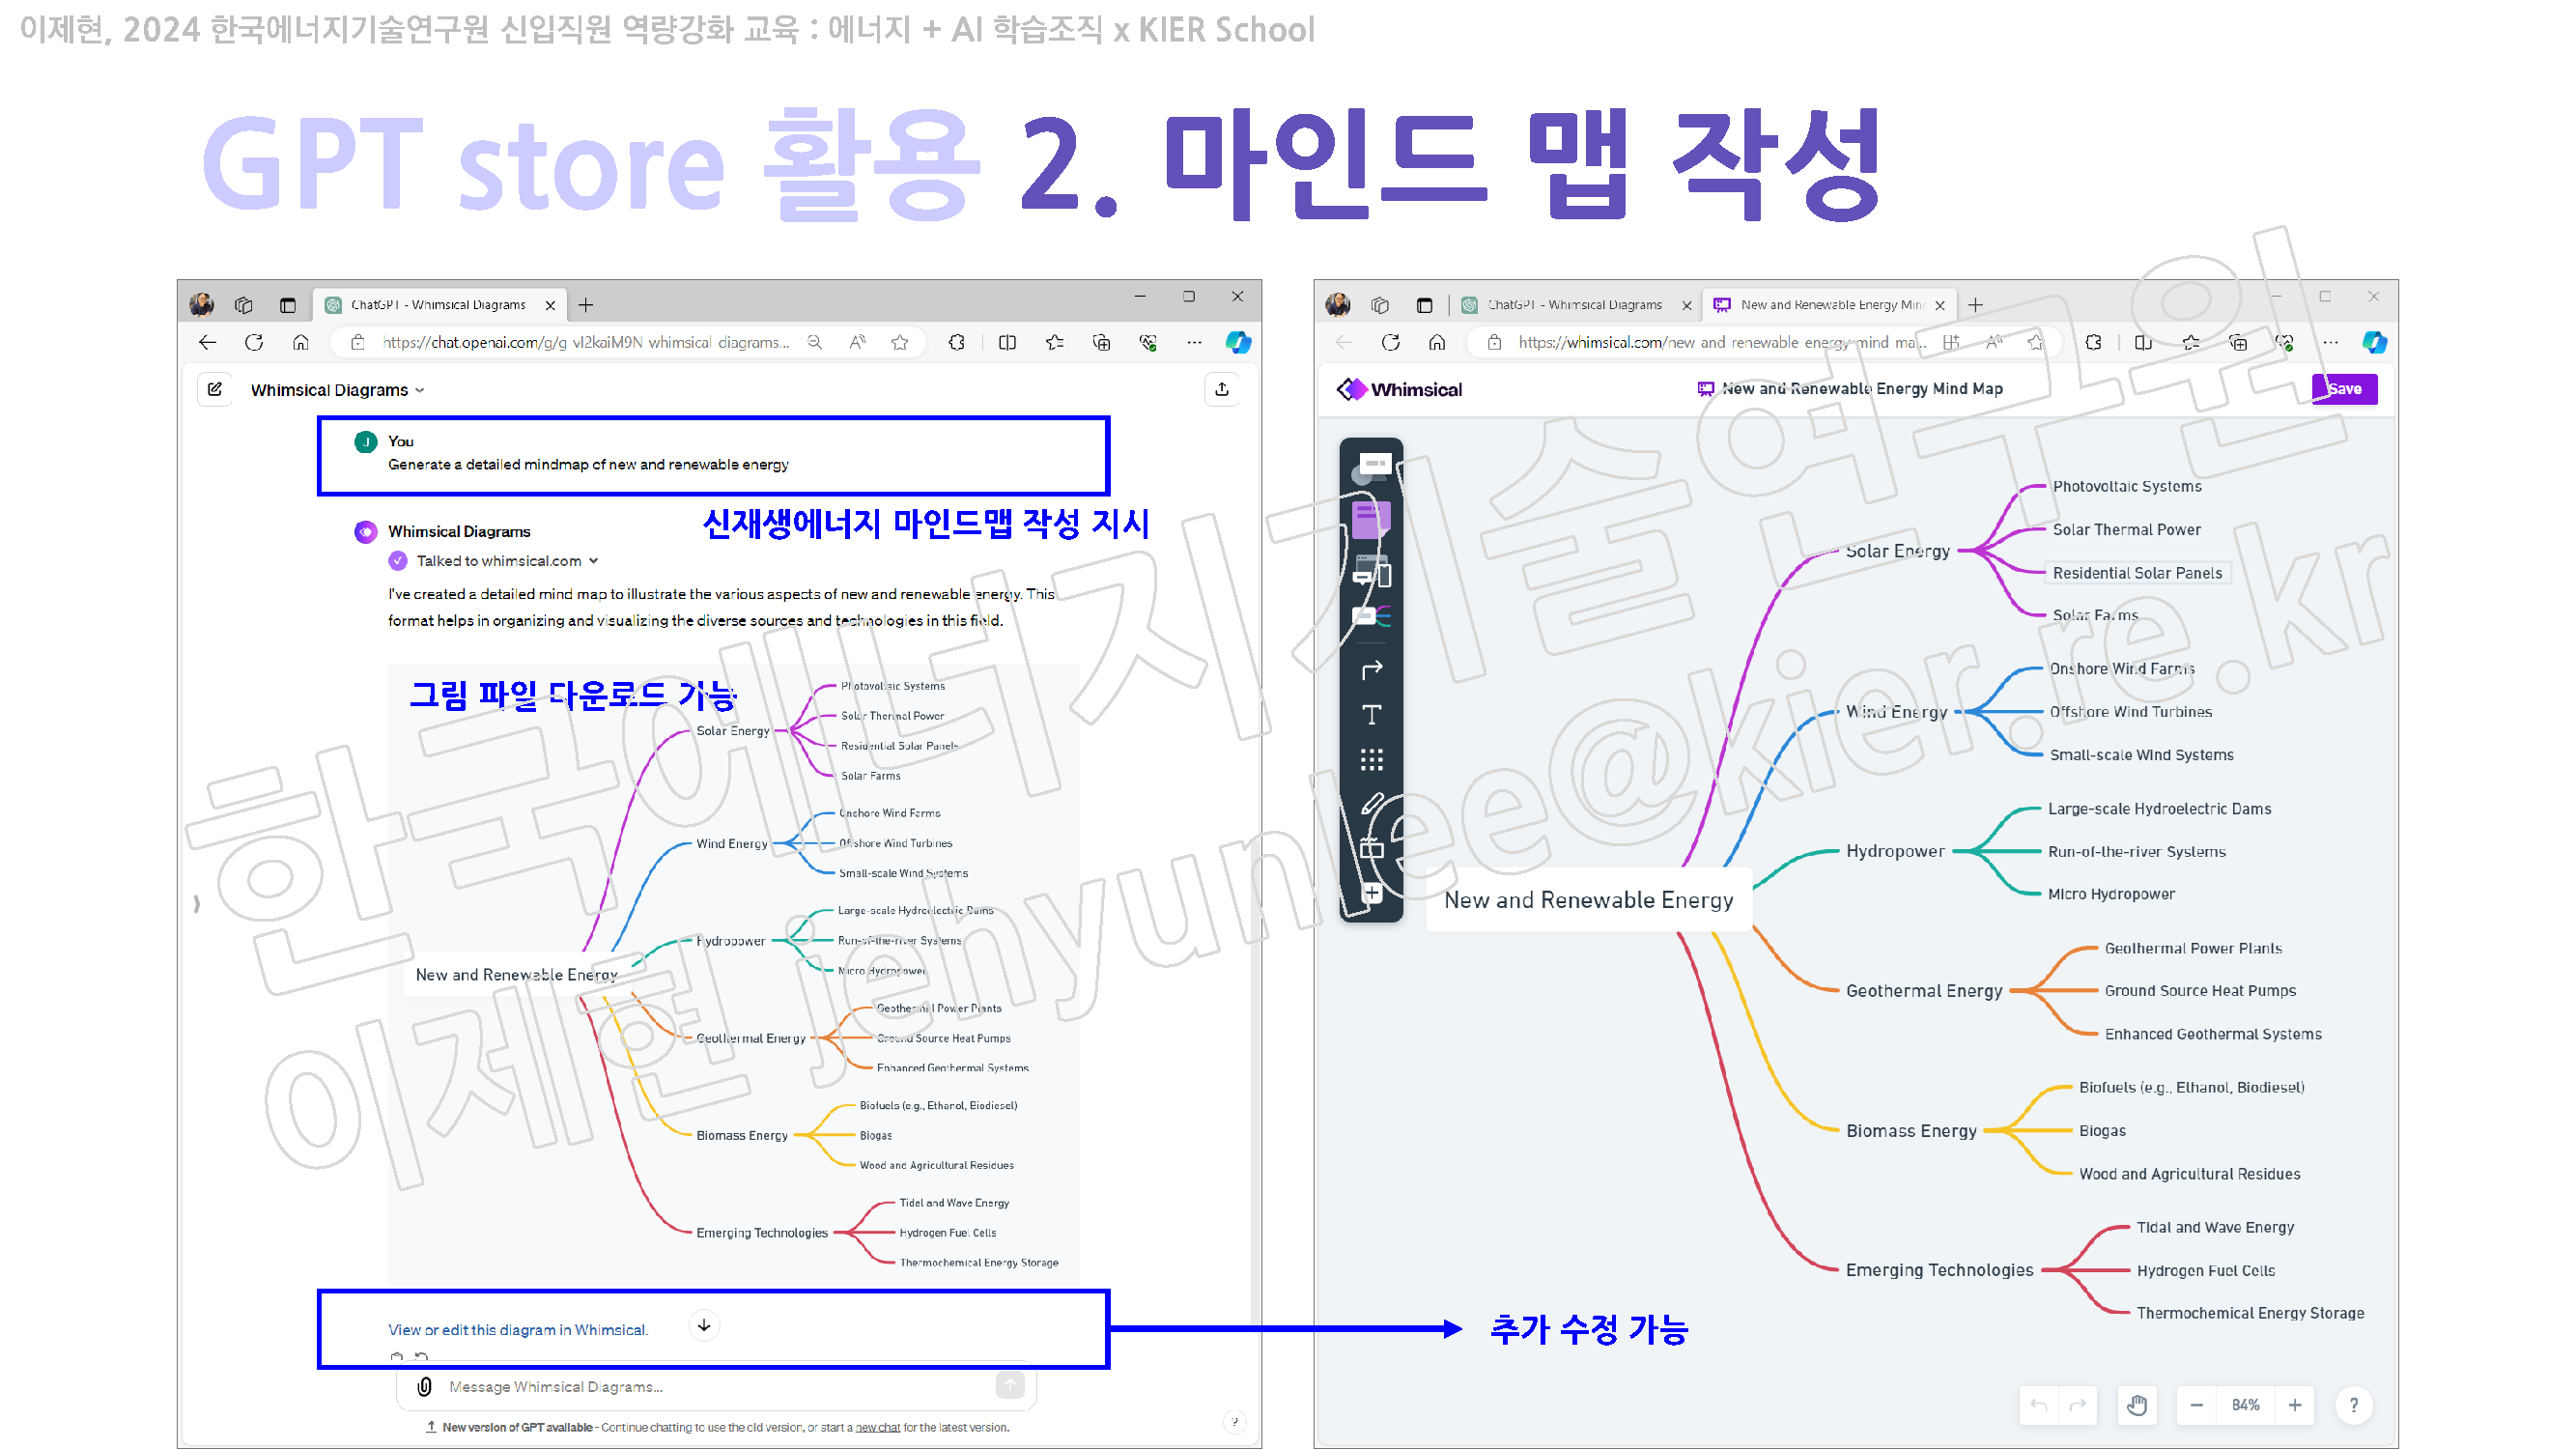 이제현, 2024 한국에너지기술연구원 신입직원 역량강화 교육 : 에너지 + AI 학습조직 x KIER School
GPT store 활용 2. 마인드 맵 작성
ChatGPT - Whimsical Diagrams
https://chat.openai.com/g/g-vI2kaiM9N-whimsical-diagrams...
Whimsical Diagrams
You
Generate a detailed mindmap of new and renewable energy
신재생에너지 마인드맵 작성 지시
Whimsical Diagrams
Talked to whimsical.com
I've created a detailed mind map to illustrate the various aspects of new and renewable energy. This
format helps in organizing and visualizing the diverse sources and technologies in this field.
그림 파일 다운로드 가능
New and Renewable Energy
Solar Energy
Photovoltaic Systems
Solar Thermal Power
Residential Solar Panels
Solar Farms
Wind Energy
Onshore Wind Farms
Offshore Wind Turbines
Small-scale Wind Systems
Hydropower
Large-scale Hydroelectric Dams
Run-of-the-river Systems
Micro Hydropower
Geothermal Energy
Geothermal Power Plants
Ground Source Heat Pumps
Enhanced Geothermal Systems
Biomass Energy
Biofuels (e.g., Ethanol, Biodiesel)
Biogas
Wood and Agricultural Residues
Emerging Technologies
Tidal and Wave Energy
Hydrogen Fuel Cells
Thermochemical Energy Storage
View or edit this diagram in Whimsical.
Message Whimsical Diagrams...
New version of GPT available - Continue chatting to use the old version, or start a new chat for the latest version.
?
ChatGPT - Whimsical Diagrams
New and Renewable Energy Min
https://whimsical.com/new-and-renewable-energy-mind-ma...
Whimsical
New and Renewable Energy Mind Map
Save
New and Renewable Energy
Solar Energy
Photovoltaic Systems
Solar Thermal Power
Residential Solar Panels
Solar Farms
Wind Energy
Onshore Wind Farms
Offshore Wind Turbines
Small-scale Wind Systems
Hydropower
Large-scale Hydroelectric Dams
Run-of-the-river Systems
Micro Hydropower
Geothermal Energy
Geothermal Power Plants
Ground Source Heat Pumps
Enhanced Geothermal Systems
Biomass Energy
Biofuels (e.g., Ethanol, Biodiesel)
Biogas
Wood and Agricultural Residues
Emerging Technologies
Tidal and Wave Energy
Hydrogen Fuel Cells
Thermochemical Energy Storage
추가 수정 가능
84%
?
한국에너지기술연구원
이제현 jehyunlee@kier.re.kr